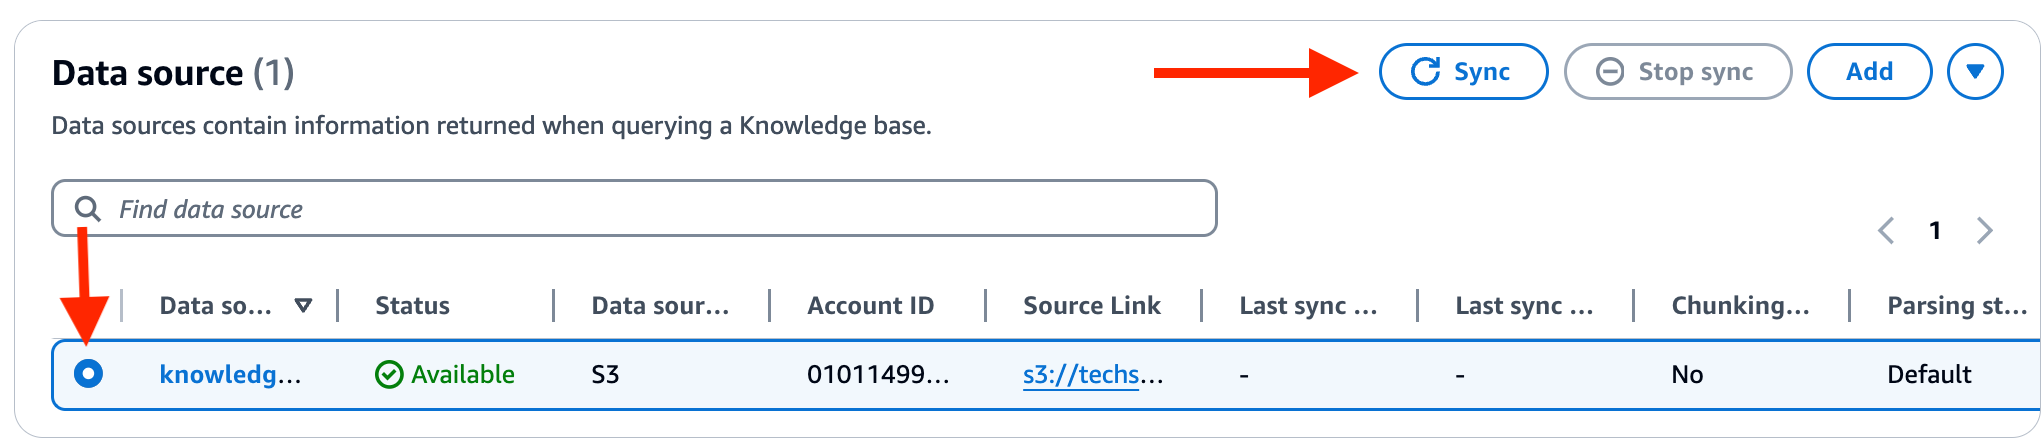 Data source (1)
Sync
Stop sync
Add
Data sources contain information returned when querying a Knowledge base.
Find data source
1
Data so... Status Data sour... Account ID Source Link Last sync ... Last sync ... Chunking... Parsing st...
knowledg... Available S3 01011499... s3://techs... - - No Default